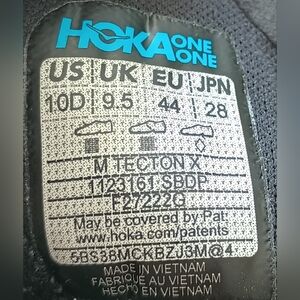 HOKA ONE ONE
US UK EU JPN
10D 9.5 44 28
M TECTON X
1123161 SBDP
F27222G
May be covered by Pat:
www.hoka.com/patents
5BS38MCKBZJ3M@4
MADE IN VIETNAM
FABRIQUÉ AU VIETNAM
HECHO EN VIETNAM